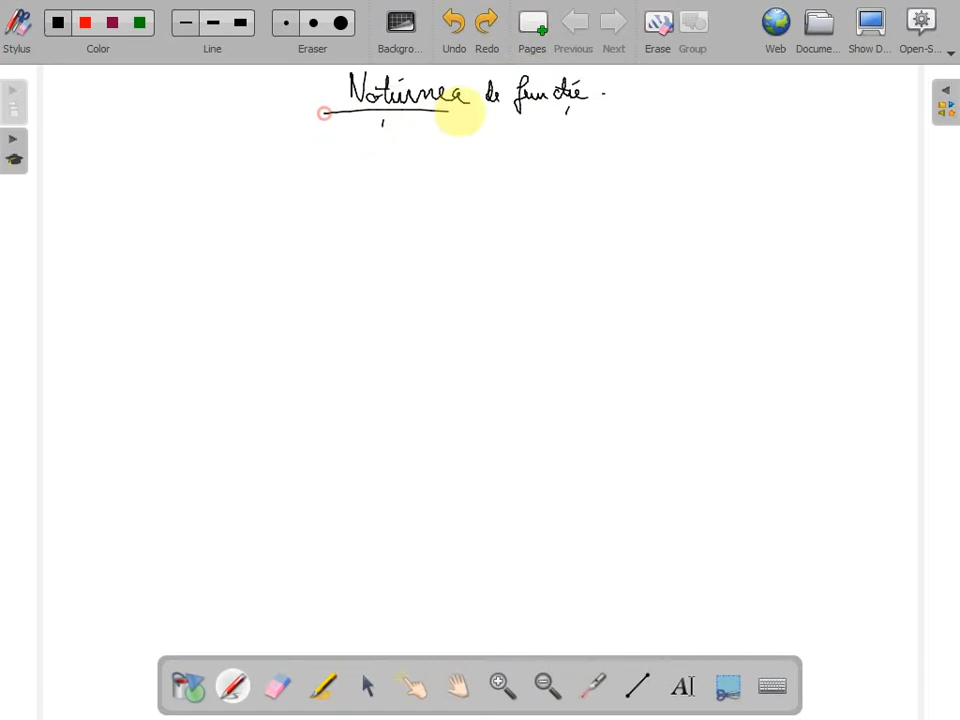 Stylus
Color
Line
Eraser
Backgro...
Undo
Redo
Pages
Previous
Next
Erase
Group
Web
Docume...
Show D...
Open-S...
Noțiunea de funcție.
AI